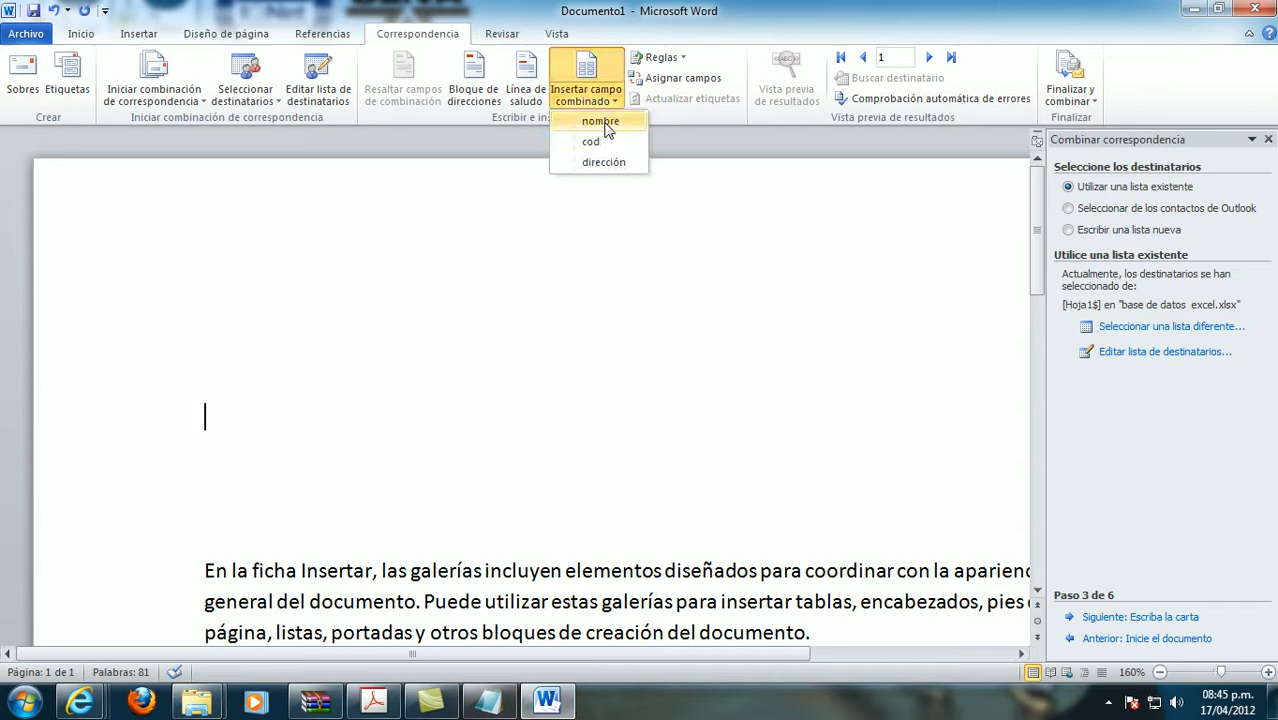 Documento1 - Microsoft Word
Archivo Inicio Insertar Diseño de página Referencias Correspondencia Revisar Vista
Sobres Etiquetas
Crear
Iniciar combinación de correspondencia
Seleccionar destinatarios
Editar lista de destinatarios
Iniciar combinación de correspondencia
Resaltar campos de combinación
Bloque de direcciones
Línea de saludo
Insertar campo combinado
Reglas
Asignar campos
Actualizar etiquetas
Escribir e ins
Vista previa de resultados
ABC
1
Buscar destinatario
Comprobación automática de errores
Vista previa de resultados
Finalizar y combinar
Finalizar
nombre
cod
dirección
Combinar correspondencia
Seleccione los destinatarios
Utilizar una lista existente
Seleccionar de los contactos de Outlook
Escribir una lista nueva
Utilice una lista existente
Actualmente, los destinatarios se han
seleccionado de:
[Hoja1$] en "base de datos excel.xlsx"
Seleccionar una lista diferente...
Editar lista de destinatarios...
Paso 3 de 6
Siguiente: Escriba la carta
Anterior: Inicie el documento
En la ficha Insertar, las galerías incluyen elementos diseñados para coordinar con la aparienc
general del documento. Puede utilizar estas galerías para insertar tablas, encabezados, pies
página, listas, portadas y otros bloques de creación del documento.
Página: 1 de 1 Palabras: 81 160%
08:45 p.m.
17/04/2012